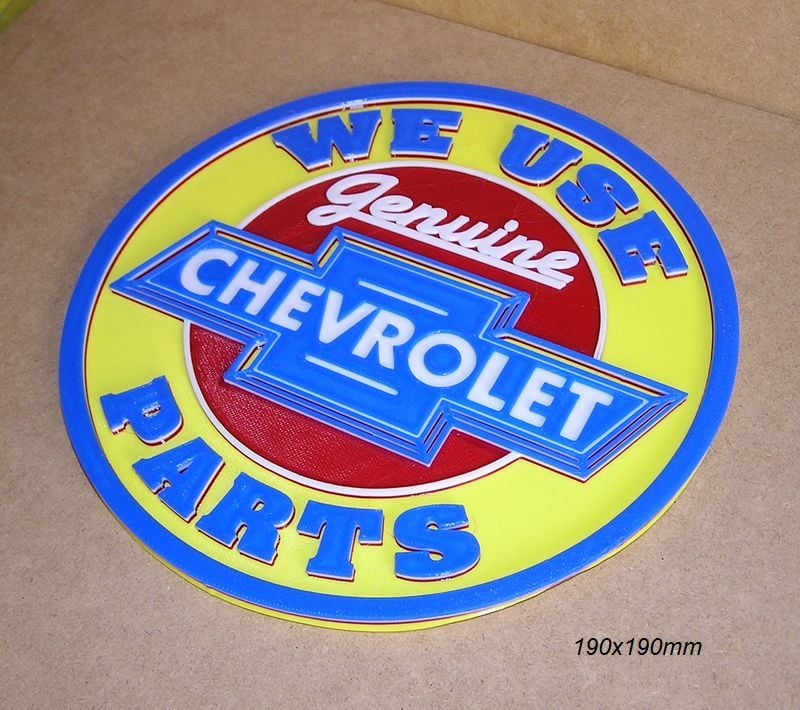 WE USE
Genuine
CHEVROLET
PARTS
190x190mm